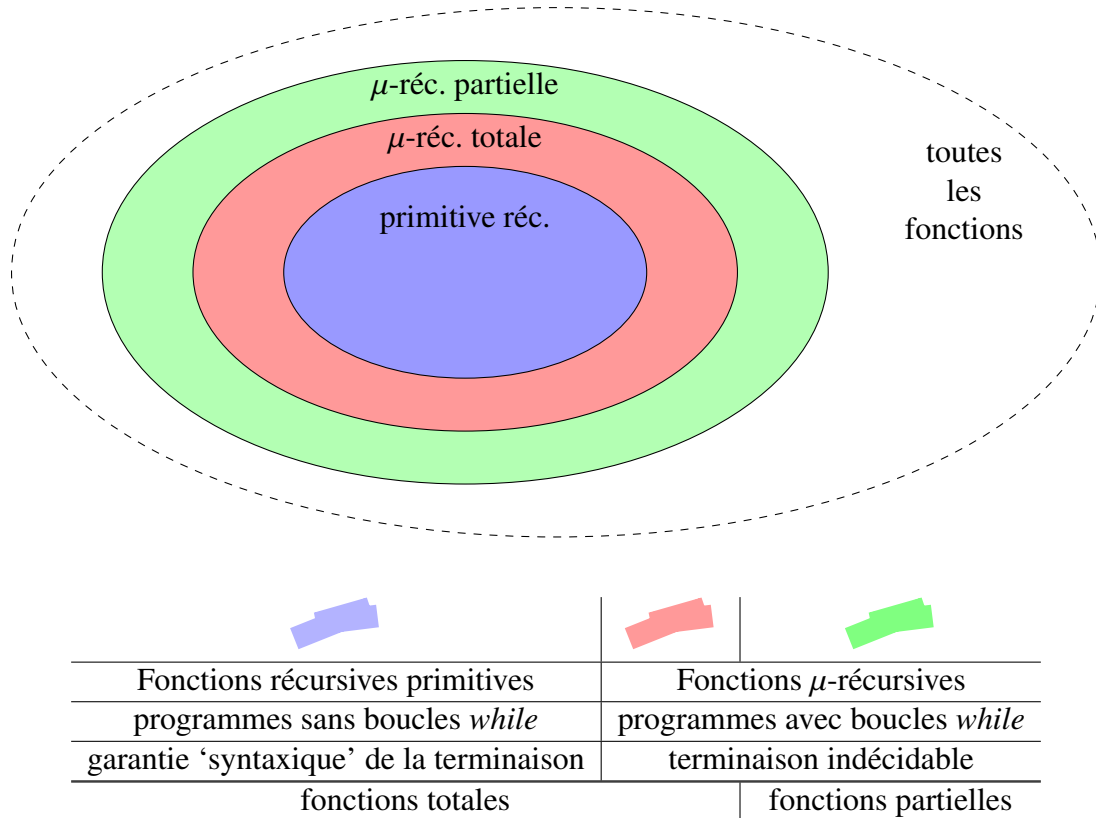 μ-réc. partielle
μ-réc. totale
primitive réc.
toutes
les
fonctions
Fonctions récursives primitives
Fonctions μ-récursives
programmes sans boucles while
programmes avec boucles while
garantie ‘syntaxique’ de la terminaison
terminaison indécidable
fonctions totales
fonctions partielles